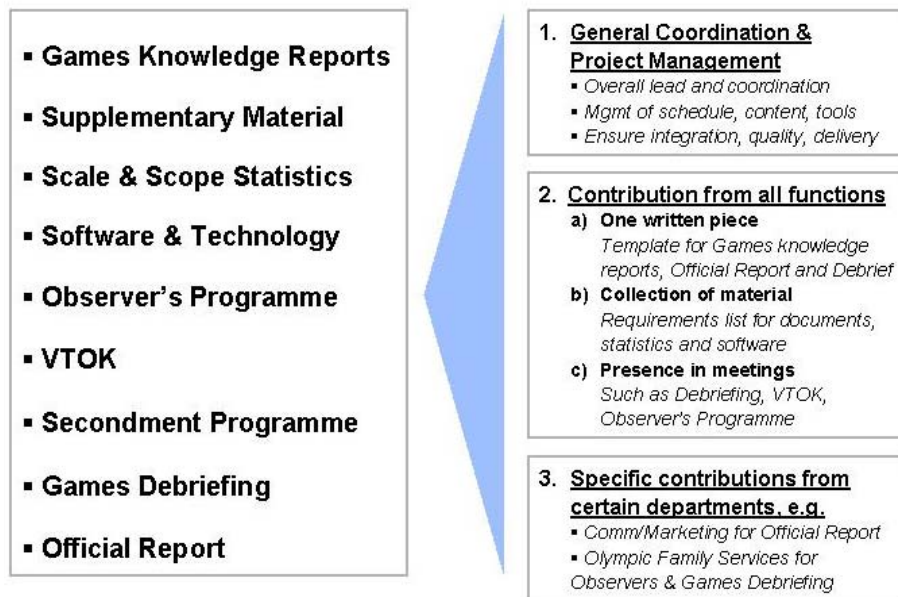 ▪ Games Knowledge Reports
▪ Supplementary Material
▪ Scale & Scope Statistics
▪ Software & Technology
▪ Observer's Programme
▪ VTOK
▪ Secondment Programme
▪ Games Debriefing
▪ Official Report
1. General Coordination &
Project Management
▪ Overall lead and coordination
▪ Mgmt of schedule, content, tools
▪ Ensure integration, quality, delivery
2. Contribution from all functions
a) One written piece
Template for Games knowledge
reports, Official Report and Debrief
b) Collection of material
Requirements list for documents,
statistics and software
c) Presence in meetings
Such as Debriefing, VTOK,
Observer's Programme
3. Specific contributions from
certain departments, e.g.
▪ Comm/Marketing for Official Report
▪ Olympic Family Services for
Observers & Games Debriefing